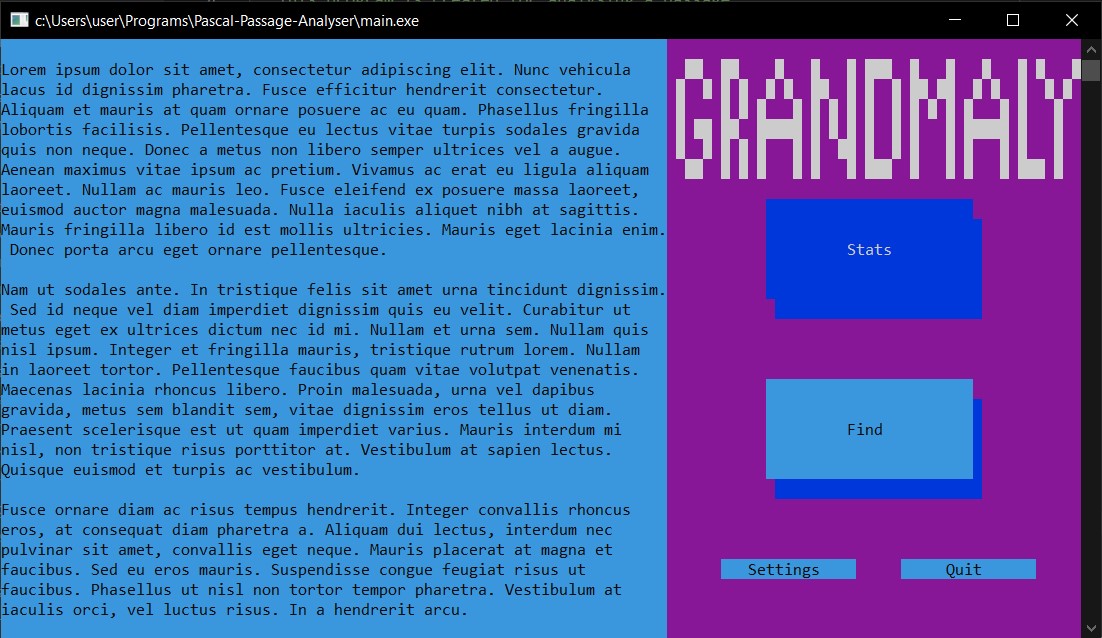 c:\Users\user\Programs\Pascal-Passage-Analyser\main.exe
Lorem ipsum dolor sit amet, consectetur adipiscing elit. Nunc vehicula
lacus id dignissim pharetra. Fusce efficitur hendrerit consectetur.
Aliquam et mauris at quam ornare posuere ac eu quam. Phasellus fringilla
lobortis facilisis. Pellentesque eu lectus vitae turpis sodales gravida
quis non neque. Donec a metus non libero semper ultrices vel a augue.
Aenean maximus vitae ipsum ac pretium. Vivamus ac erat eu ligula aliquam
laoreet. Nullam ac mauris leo. Fusce eleifend ex posuere massa laoreet,
euismod auctor magna malesuada. Nulla iaculis aliquet nibh at sagittis.
Mauris fringilla libero id est mollis ultricies. Mauris eget lacinia enim.
Donec porta arcu eget ornare pellentesque.
Nam ut sodales ante. In tristique felis sit amet urna tincidunt dignissim.
Sed id neque vel diam imperdiet dignissim quis eu velit. Curabitur ut
metus eget ex ultrices dictum nec id mi. Nullam et urna sem. Nullam quis
nisl ipsum. Integer et fringilla mauris, tristique rutrum lorem. Nullam
in laoreet tortor. Pellentesque faucibus quam vitae volutpat venenatis.
Maecenas lacinia rhoncus libero. Proin malesuada, urna vel dapibus
gravida, metus sem blandit sem, vitae dignissim eros tellus ut diam.
Praesent scelerisque est ut quam imperdiet varius. Mauris interdum mi
nisl, non tristique risus porttitor at. Vestibulum at sapien lectus.
Quisque euismod et turpis ac vestibulum.
Fusce ornare diam ac risus tempus hendrerit. Integer convallis rhoncus
eros, at consequat diam pharetra a. Aliquam dui lectus, interdum nec
pulvinar sit amet, convallis eget neque. Mauris placerat at magna et
faucibus. Sed eu eros mauris. Suspendisse congue feugiat risus ut
faucibus. Phasellus ut nisl non tortor tempor pharetra. Vestibulum at
iaculis orci, vel luctus risus. In a hendrerit arcu.
GRANDMALY
Stats
Find
Settings
Quit